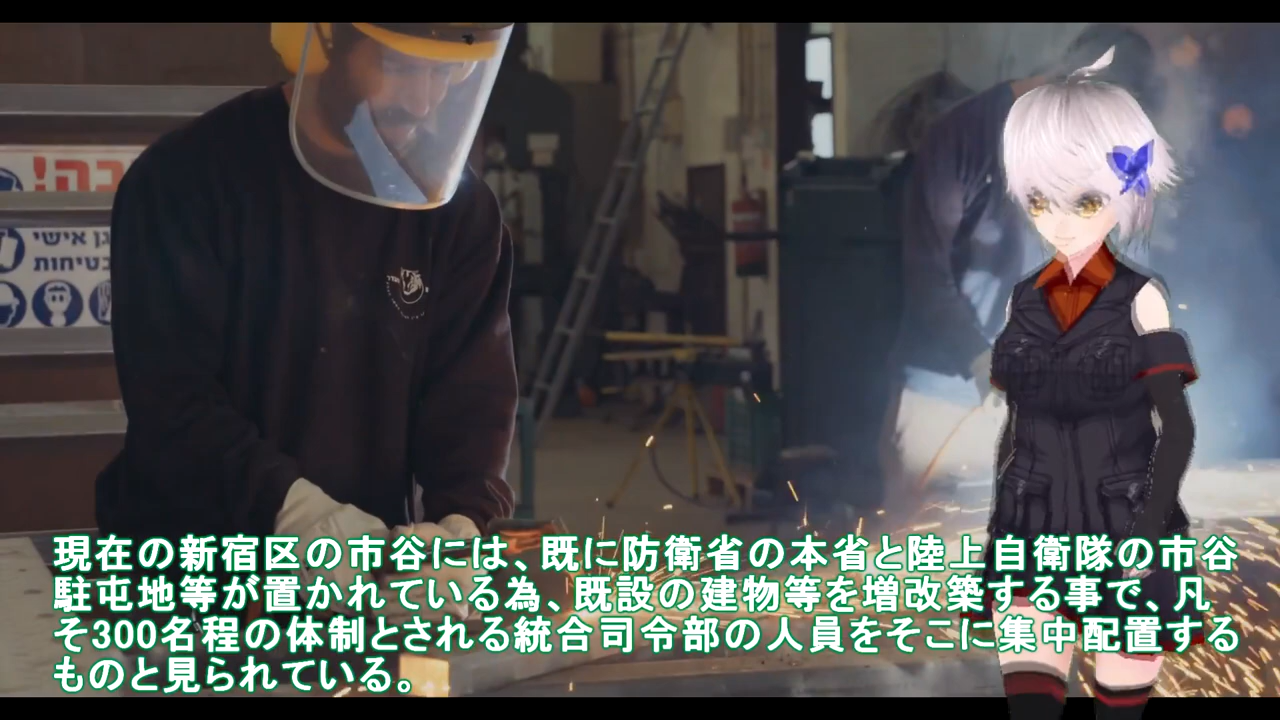 כה!
גן אישי
בטיחות
現在の新宿区の市谷には、既に防衛省の本省と陸上自衛隊の市谷
駐屯地等が置かれている為、既設の建物等を増改築する事で、凡
そ300名程の体制とされる統合司令部の人員をそこに集中配置する
ものと見られている。